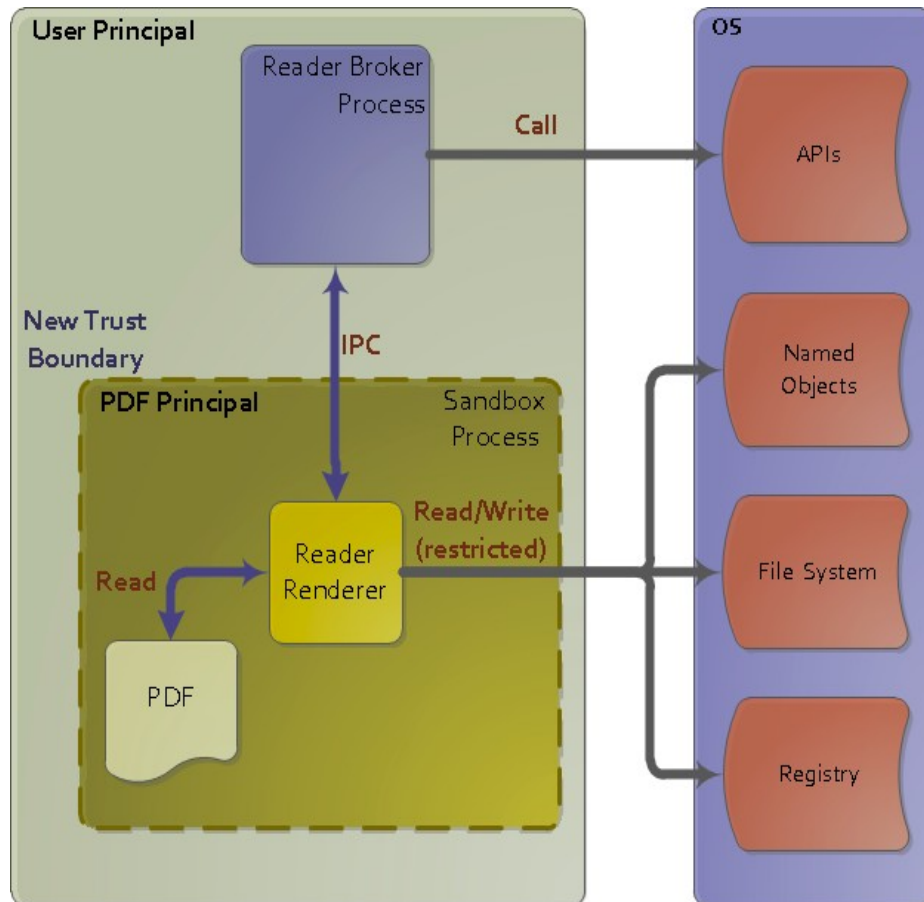 User Principal
Reader Broker
Process
Call
New Trust
Boundary
IPC
PDF Principal
Sandbox
Process
Reader
Renderer
Read/Write
(restricted)
Read
PDF
OS
APIs
Named
Objects
File System
Registry